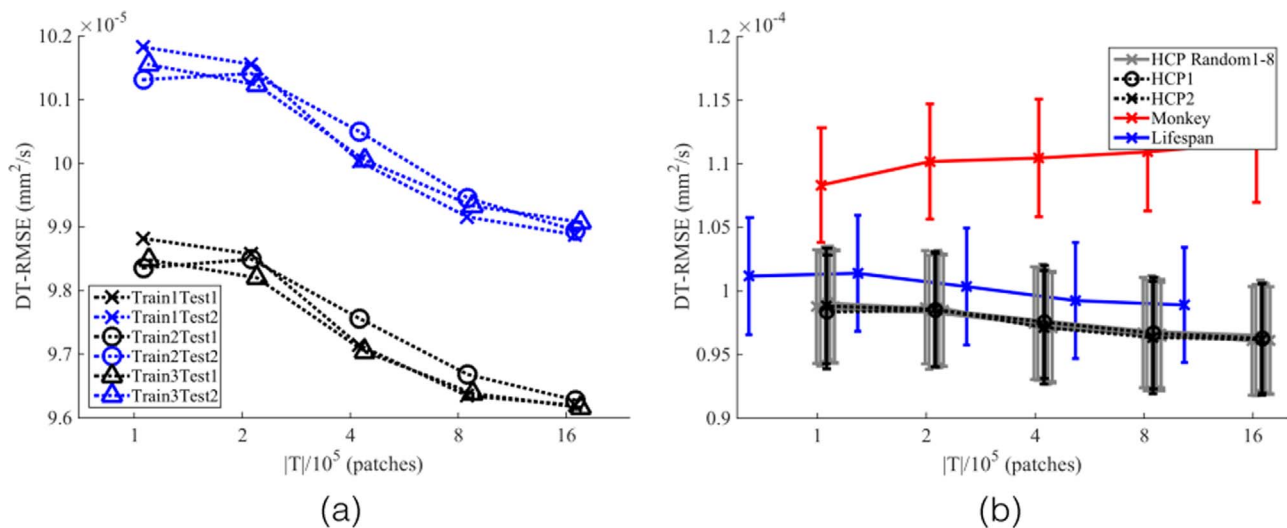 ×10⁻⁵
10.2
10.1
10
9.9
9.8
9.7
9.6
DT-RMSE (mm²/s)
Train1Test1
Train1Test2
Train2Test1
Train2Test2
Train3Test1
Train3Test2
1 2 4 8 16
|T|/10⁵ (patches)
(a)
×10⁻⁴
1.2
1.15
1.1
1.05
1
0.95
0.9
DT-RMSE (mm²/s)
HCP Random1-8
HCP1
HCP2
Monkey
Lifespan
1 2 4 8 16
|T|/10⁵ (patches)
(b)